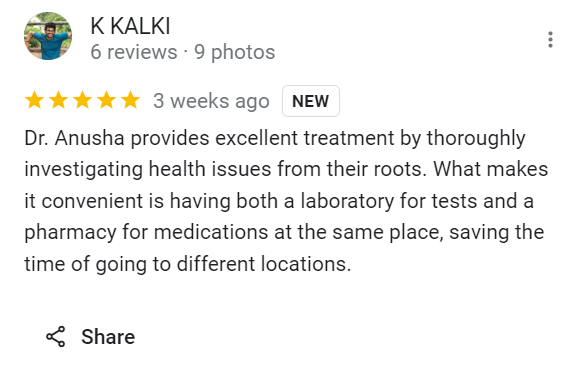 K KALKI
6 reviews · 9 photos
3 weeks ago NEW
Dr. Anusha provides excellent treatment by thoroughly
investigating health issues from their roots. What makes
it convenient is having both a laboratory for tests and a
pharmacy for medications at the same place, saving the
time of going to different locations.
Share